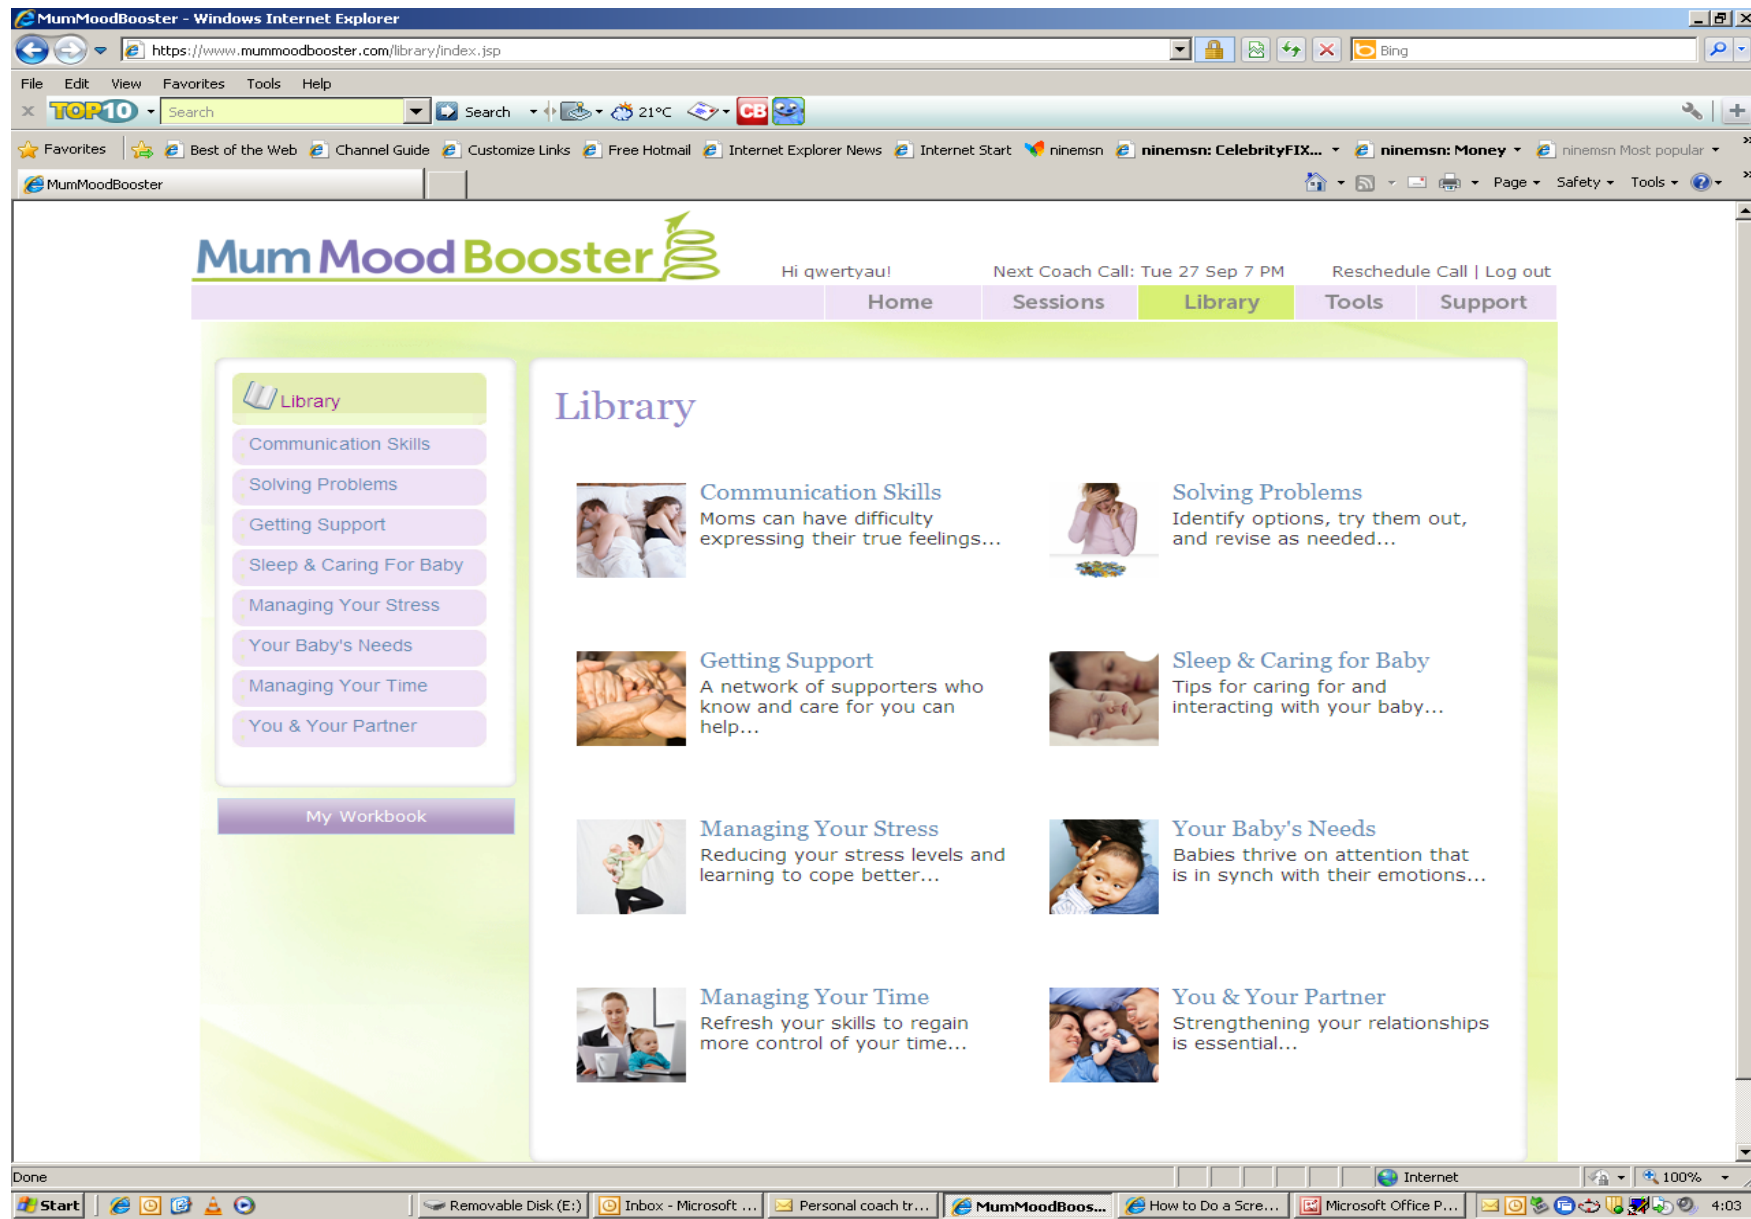 MumMoodBooster - Windows Internet Explorer
https://www.mummoodbooster.com/library/index.jsp
Bing
File Edit View Favorites Tools Help
TOP10 Search Search 21°C CB
Favorites Best of the Web Channel Guide Customize Links Free Hotmail Internet Explorer News Internet Start ninemsn ninemsn: CelebrityFIX... ninemsn: Money ninemsn Most popular
MumMoodBooster
Page Safety Tools
Mum Mood Booster
Hi qwertyau! Next Coach Call: Tue 27 Sep 7 PM Reschedule Call | Log out
Home Sessions Library Tools Support
Library
Communication Skills
Solving Problems
Getting Support
Sleep & Caring For Baby
Managing Your Stress
Your Baby's Needs
Managing Your Time
You & Your Partner
My Workbook
Library
Communication Skills
Moms can have difficulty
expressing their true feelings...
Solving Problems
Identify options, try them out,
and revise as needed...
Getting Support
A network of supporters who
know and care for you can
help...
Sleep & Caring for Baby
Tips for caring for and
interacting with your baby...
Managing Your Stress
Reducing your stress levels and
learning to cope better...
Your Baby's Needs
Babies thrive on attention that
is in synch with their emotions...
Managing Your Time
Refresh your skills to regain
more control of your time...
You & Your Partner
Strengthening your relationships
is essential...
Done
Internet 100%
Start Removable Disk (E:) Inbox - Microsoft ... Personal coach tr... MumMoodBoos... How to Do a Scre... Microsoft Office P... 4:03